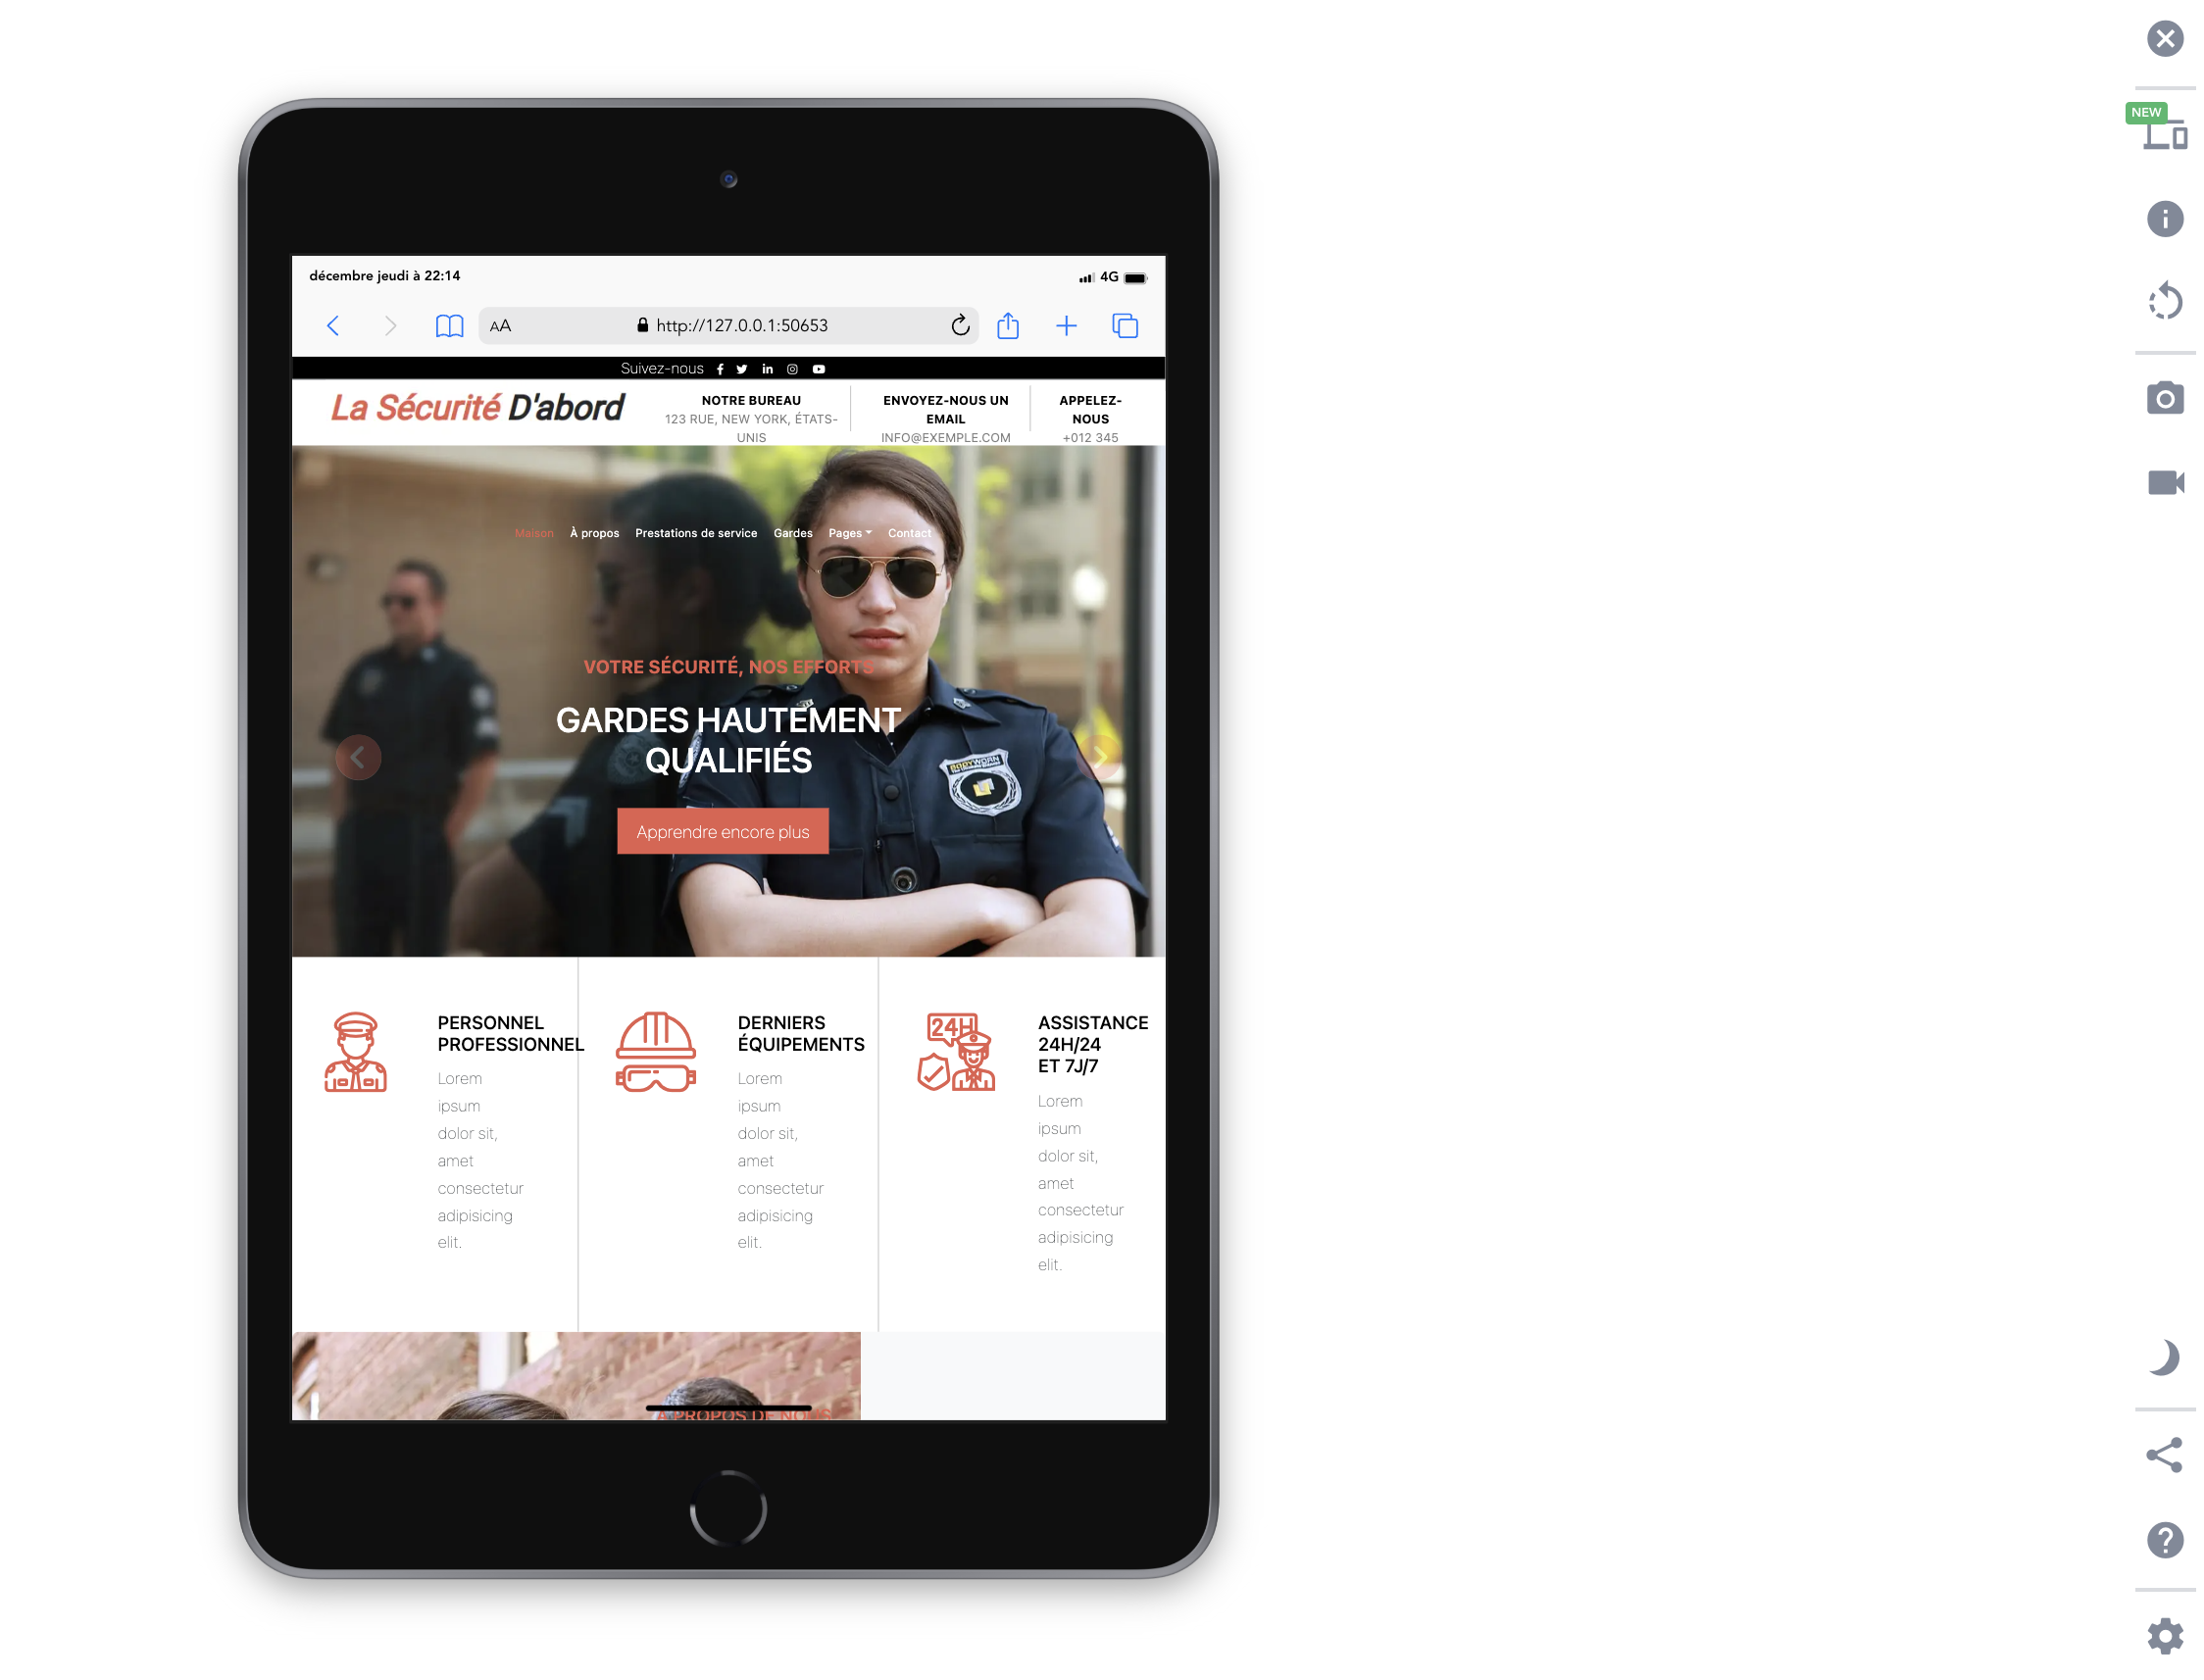 NEW
décembre jeudi à 22:14
4G
AA
http://127.0.0.1:50653
Suivez-nous
La Sécurité D'abord
NOTRE BUREAU
123 RUE, NEW YORK, ÉTATS-
UNIS
ENVOYEZ-NOUS UN
EMAIL
INFO@EXEMPLE.COM
APPELEZ-
NOUS
+012 345
Maison À propos Prestations de service Gardes Pages Contact
VOTRE SÉCURITÉ, NOS EFFORTS
GARDES HAUTEMENT
QUALIFIÉS
BODYWORN
Apprendre encore plus
PERSONNEL
PROFESSIONNEL
Lorem
ipsum
dolor sit,
amet
consectetur
adipisicing
elit.
DERNIERS
ÉQUIPEMENTS
Lorem
ipsum
dolor sit,
amet
consectetur
adipisicing
elit.
24H
ASSISTANCE
24H/24
ET 7J/7
Lorem
ipsum
dolor sit,
amet
consectetur
adipisicing
elit.
À PROPOS DE NOUS